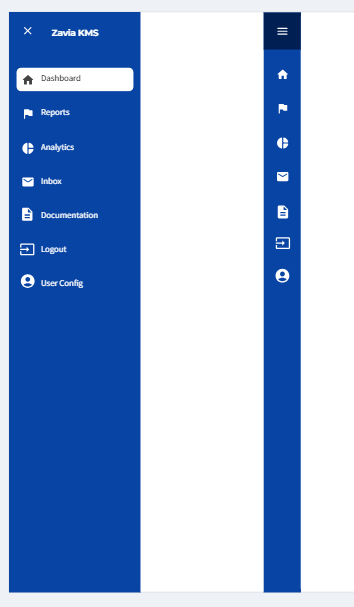 Zavia KMS
Dashboard
Reports
Analytics
Inbox
Documentation
Logout
User Config